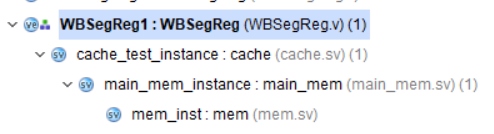 WBSegReg1 : WBSegReg (WBSegReg.v) (1)
cache_test_instance : cache (cache.sv) (1)
main_mem_instance : main_mem (main_mem.sv) (1)
mem_inst : mem (mem.sv)